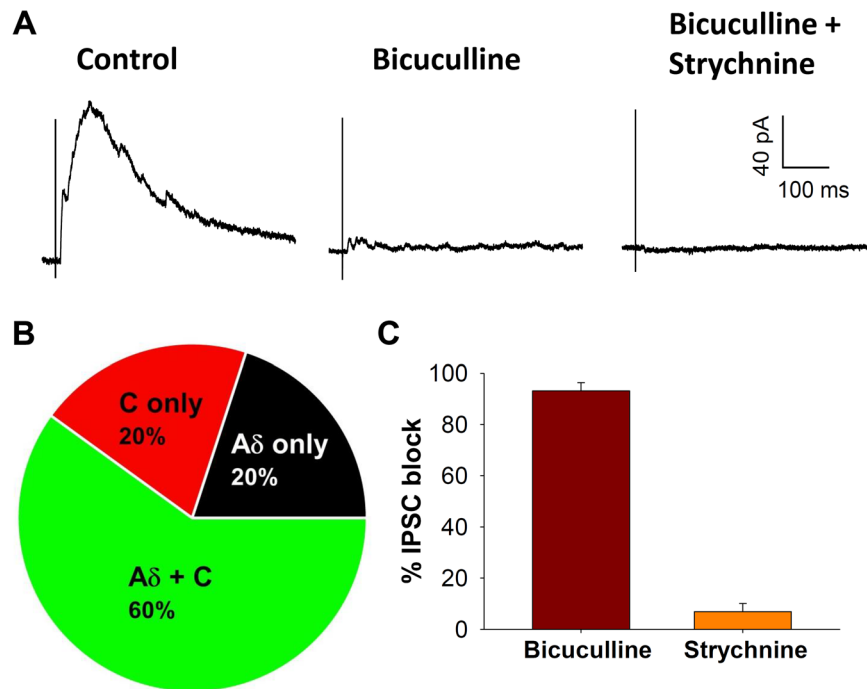 A
Control
Bicuculline
Bicuculline +
Strychnine
40 pA
100 ms
B
C only
20%
Aδ only
20%
Aδ + C
60%
C
% IPSC block
100
80
60
40
20
0
Bicuculline
Strychnine